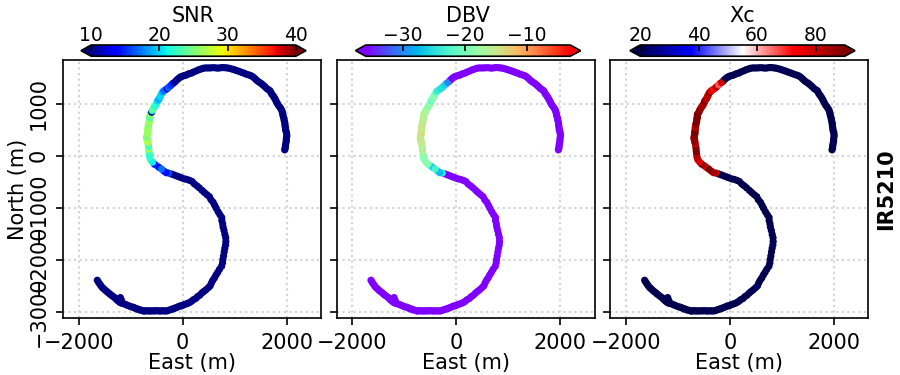 SNR
DBV
Xc
10 20 30 40
−30 −20 −10
20 40 60 80
North (m)
1000
0
−1000
−2000
−3000
−2000 0 2000
−2000 0 2000
−2000 0 2000
East (m)
East (m)
East (m)
IR5210